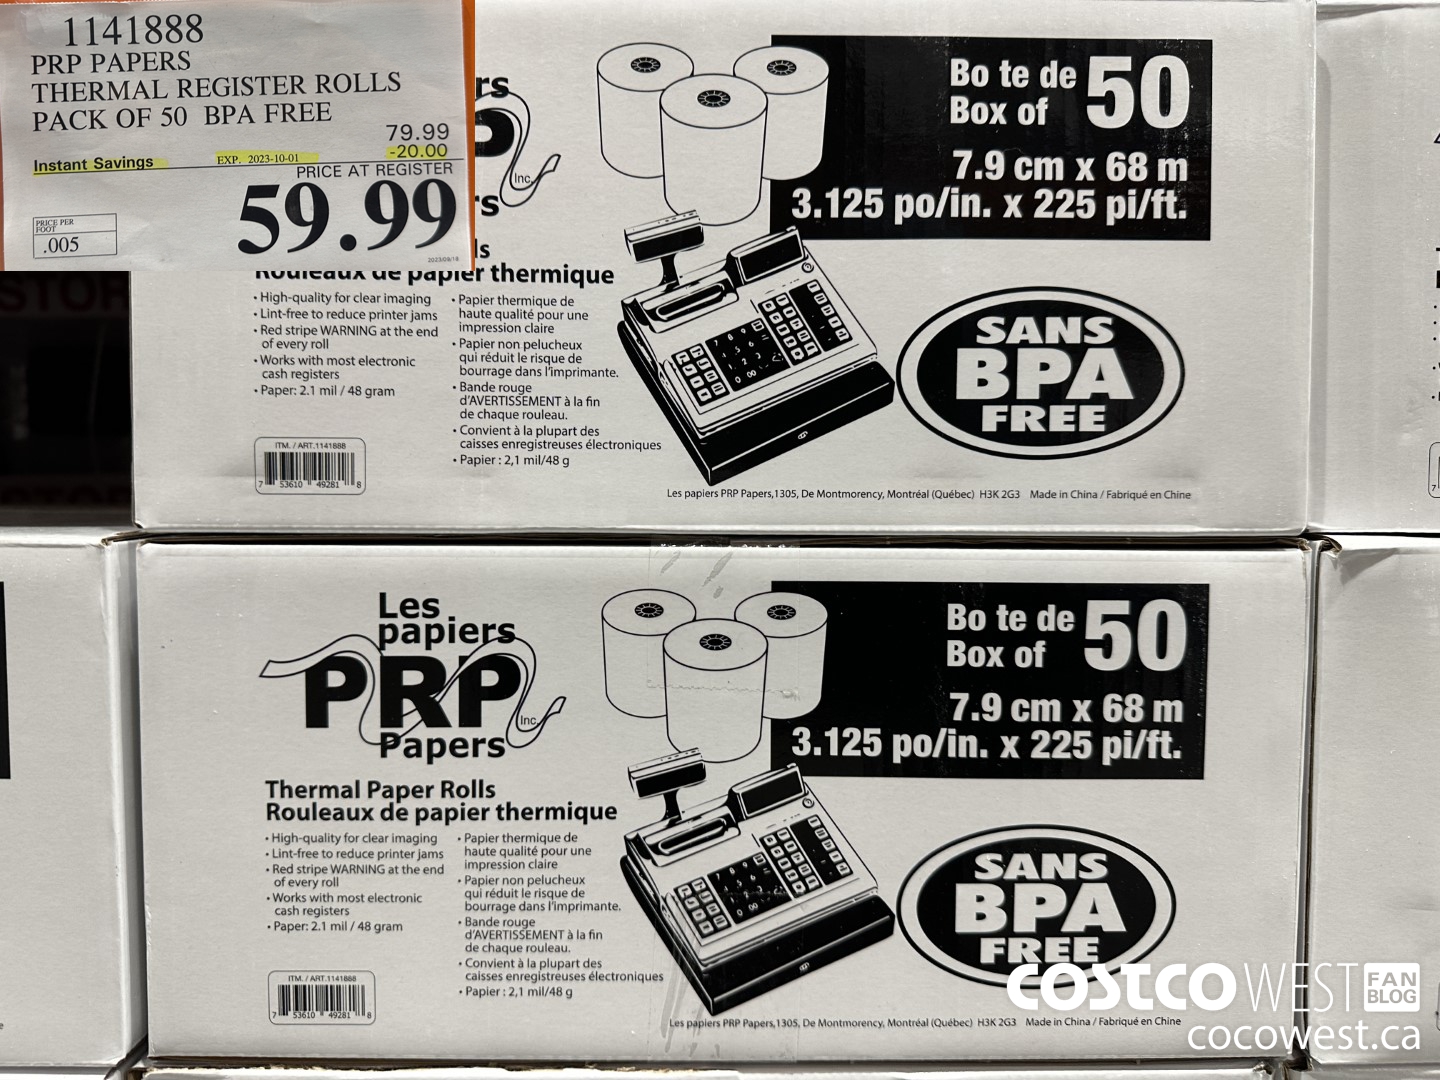 1141888
PRP PAPERS
THERMAL REGISTER ROLLS
PACK OF 50 BPA FREE
79.99
Instant Savings EXP. 2023-10-01 -20.00
PRICE AT REGISTER
59.99
PRICE PER
FOOT
.005
2023/09/18
rs
P
Inc.
rs
ls
Rouleaux de papier thermique
• High-quality for clear imaging
• Lint-free to reduce printer jams
• Red stripe WARNING at the end
of every roll
• Works with most electronic
cash registers
• Paper: 2.1 mil / 48 gram
• Papier thermique de
haute qualité pour une
impression claire
• Papier non pelucheux
qui réduit le risque de
bourrage dans l'imprimante.
• Bande rouge
d'AVERTISSEMENT à la fin
de chaque rouleau.
• Convient à la plupart des
caisses enregistreuses électroniques
• Papier : 2,1 mil/48 g
ITM. / ART.1141888
7 53610 49281 8
Bo te de
Box of 50
7.9 cm x 68 m
3.125 po/in. x 225 pi/ft.
SANS
BPA
FREE
Les papiers PRP Papers,1305, De Montmorency, Montréal (Québec) H3K 2G3 Made in China / Fabriqué en Chine
Les
papiers
PRP
Inc.
Papers
Thermal Paper Rolls
Rouleaux de papier thermique
• High-quality for clear imaging
• Lint-free to reduce printer jams
• Red stripe WARNING at the end
of every roll
• Works with most electronic
cash registers
• Paper: 2.1 mil / 48 gram
• Papier thermique de
haute qualité pour une
impression claire
• Papier non pelucheux
qui réduit le risque de
bourrage dans l'imprimante.
• Bande rouge
d'AVERTISSEMENT à la fin
de chaque rouleau.
• Convient à la plupart des
caisses enregistreuses électroniques
• Papier : 2,1 mil/48 g
ITM. / ART.1141888
7 53610 49281 8
Bo te de
Box of 50
7.9 cm x 68 m
3.125 po/in. x 225 pi/ft.
SANS
BPA
FREE
Les papiers PRP Papers,1305, De Montmorency, Montréal (Québec) H3K 2G3 Made in China / Fabriqué en Chine
COSTCO WEST FAN BLOG
cocowest.ca